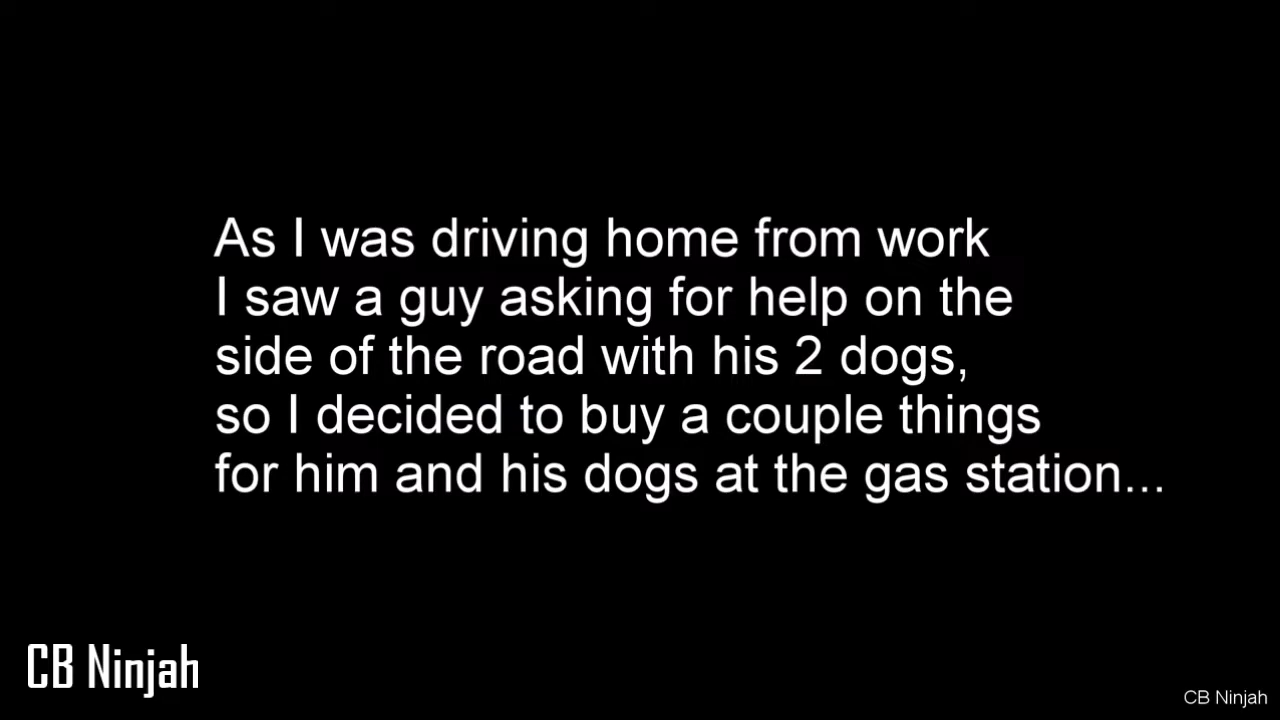 As I was driving home from work
I saw a guy asking for help on the
side of the road with his 2 dogs,
so I decided to buy a couple things
for him and his dogs at the gas station...
CB Ninjah
CB Ninjah